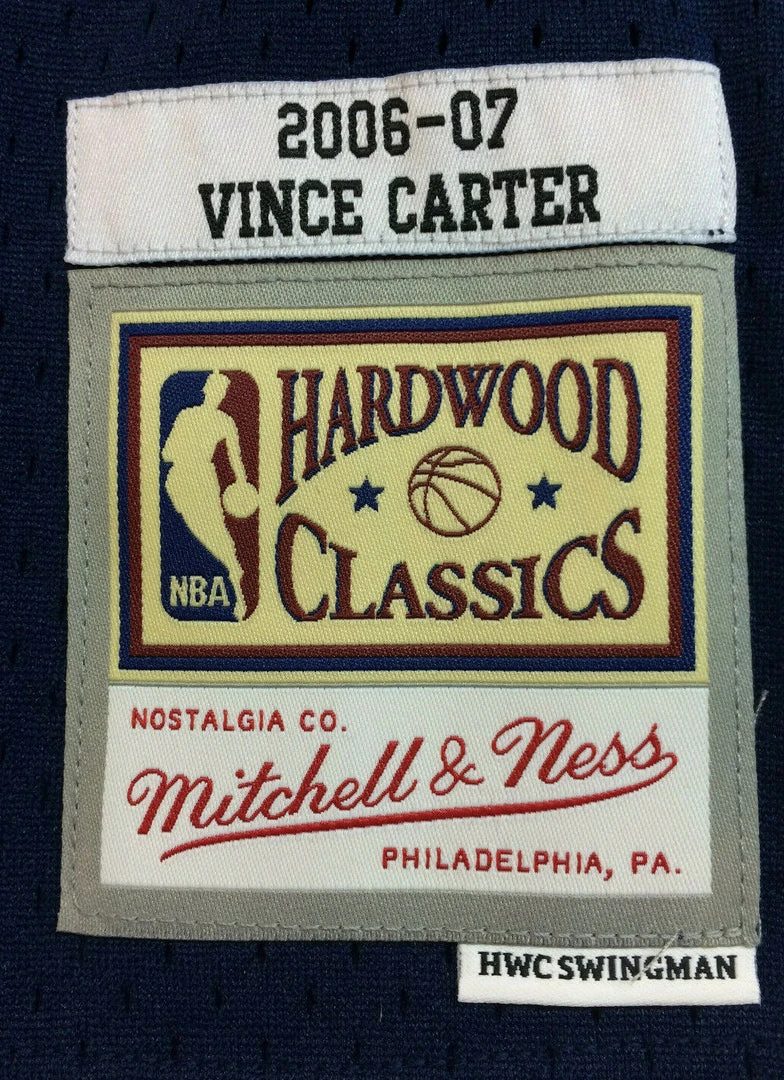 2006-07
VINCE CARTER
HARDWOOD
CLASSICS
NBA
NOSTALGIA CO.
Mitchell & Ness
PHILADELPHIA, PA.
HWC SWINGMAN